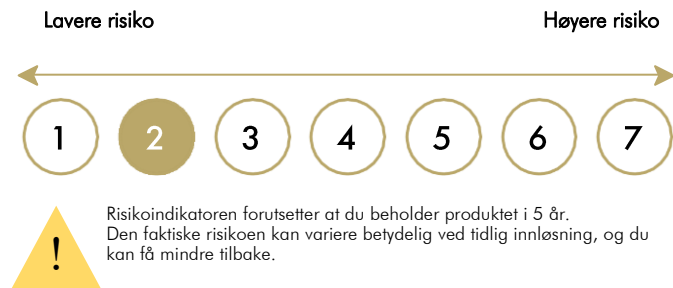 Lavere risiko Høyere risiko
1 2 3 4 5 6 7
Risikoindikatoren forutsetter at du beholder produktet i 5 år.
! Den faktiske risikoen kan variere betydelig ved tidlig innløsning, og du
kan få mindre tilbake.